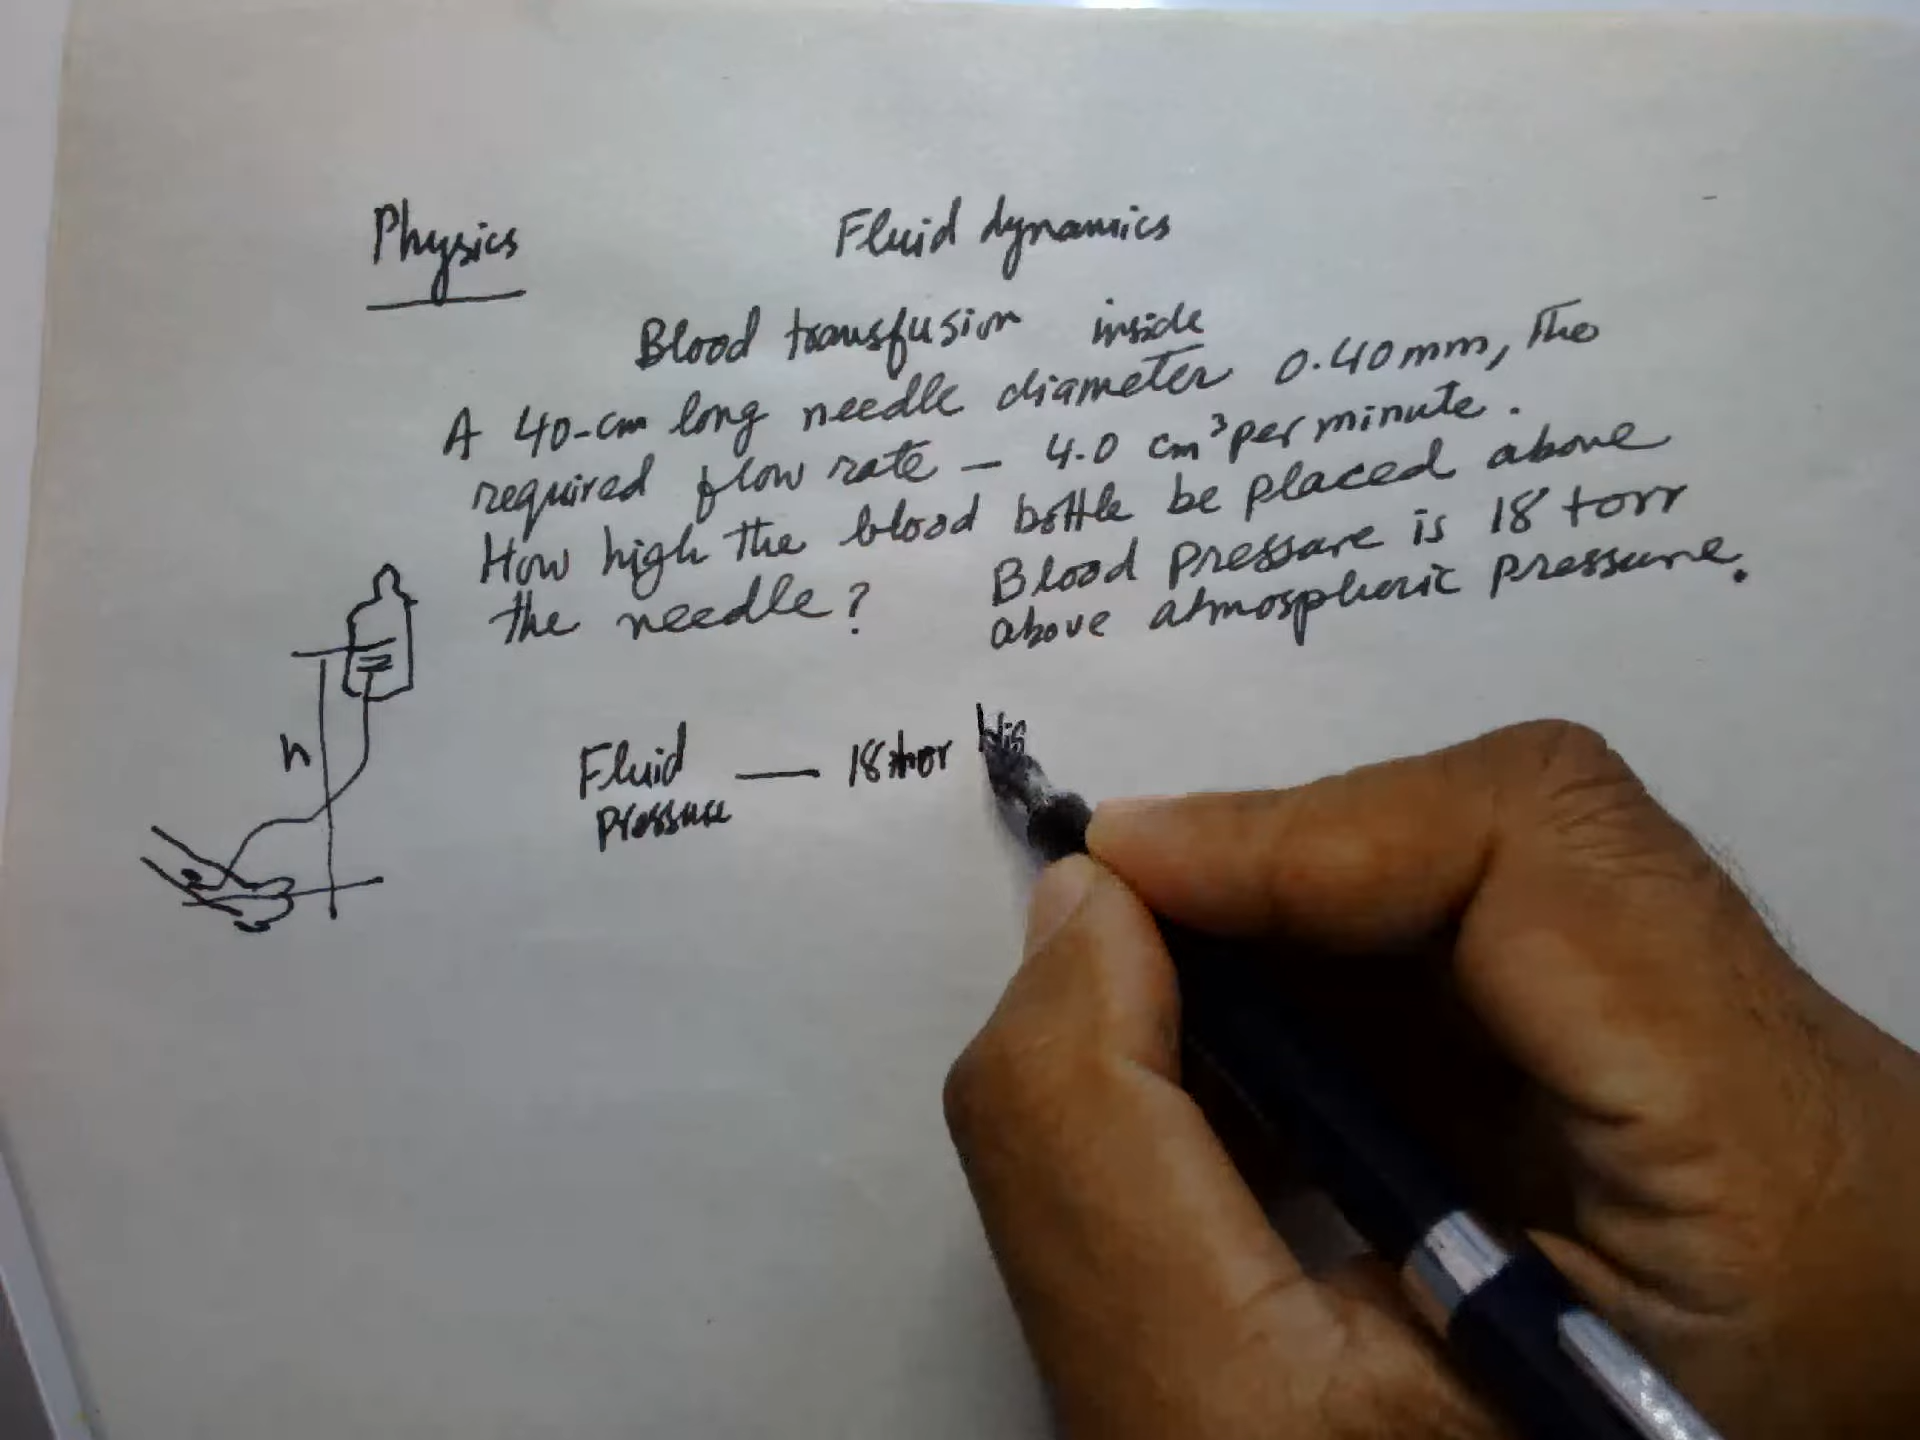 Physics
Fluid dynamics
Blood transfusion
inside
A 40-cm long needle diameter 0.40mm, The
required flow rate — 4.0 cm³ per minute.
How high the blood bottle be placed above
the needle?
Blood pressure is 18 torr
above atmospheric pressure.
h
Fluid — 18 torr
pressure